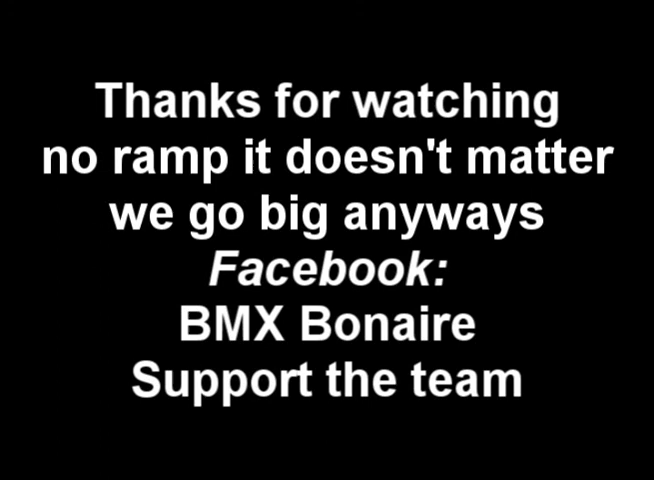 Thanks for watching
no ramp it doesn't matter
we go big anyways
Facebook:
BMX Bonaire
Support the team